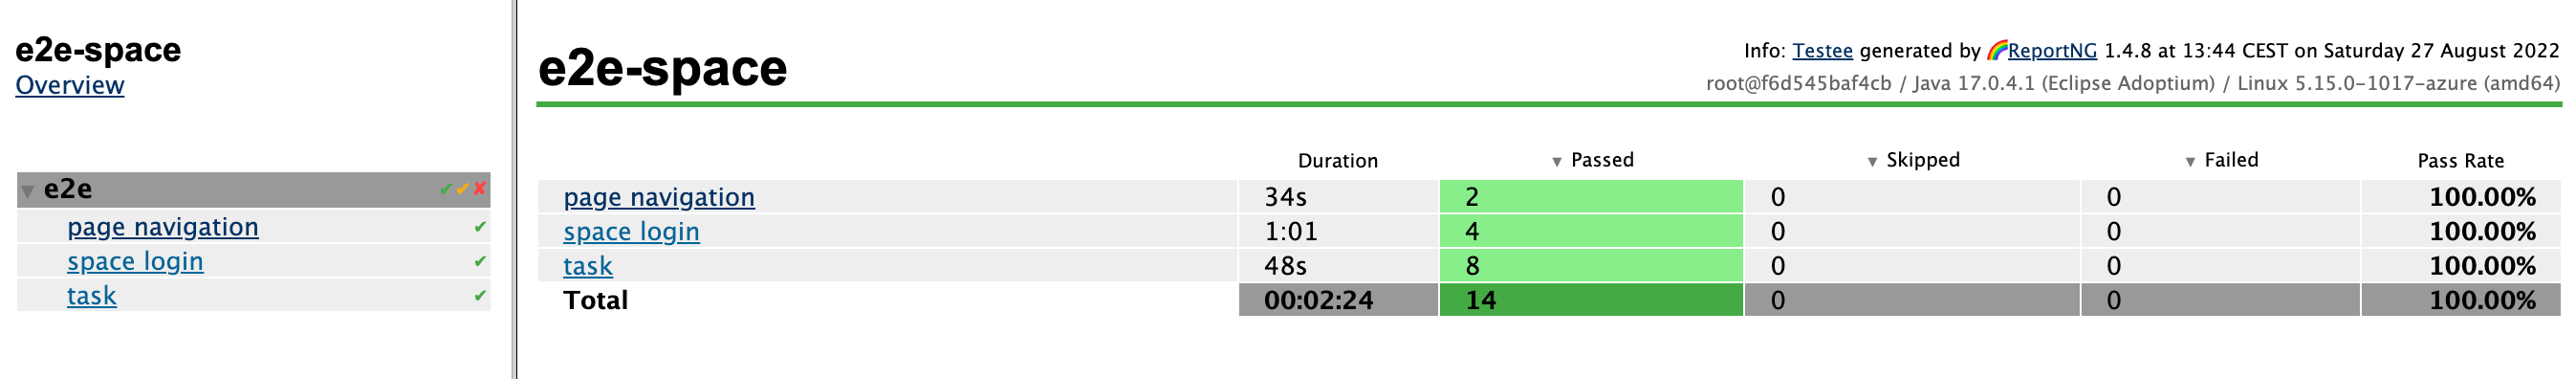 e2e-space
Overview
▼ e2e ✔✔✘
page navigation ✔
space login ✔
task ✔
e2e-space
Info: Testee generated by 🌈ReportNG 1.4.8 at 13:44 CEST on Saturday 27 August 2022
root@f6d545baf4cb / Java 17.0.4.1 (Eclipse Adoptium) / Linux 5.15.0-1017-azure (amd64)
Duration ▼ Passed ▼ Skipped ▼ Failed Pass Rate
page navigation 34s 2 0 0 100.00%
space login 1:01 4 0 0 100.00%
task 48s 8 0 0 100.00%
Total 00:02:24 14 0 0 100.00%